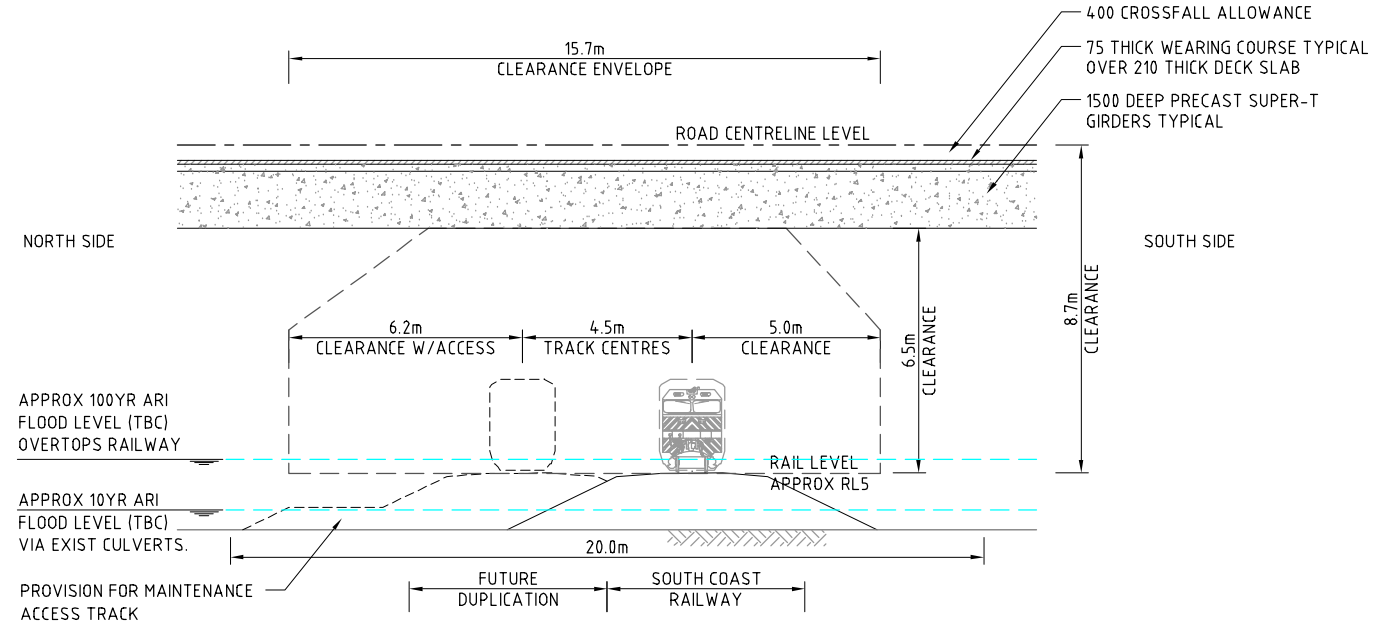 400 CROSSFALL ALLOWANCE
75 THICK WEARING COURSE TYPICAL
OVER 210 THICK DECK SLAB
1500 DEEP PRECAST SUPER-T
GIRDERS TYPICAL
15.7m
CLEARANCE ENVELOPE
ROAD CENTRELINE LEVEL
NORTH SIDE
SOUTH SIDE
8.7m
CLEARANCE
6.5m
CLEARANCE
6.2m
CLEARANCE W/ACCESS
4.5m
TRACK CENTRES
5.0m
CLEARANCE
APPROX 100YR ARI
FLOOD LEVEL (TBC)
OVERTOPS RAILWAY
RAIL LEVEL
APPROX RL5
APPROX 10YR ARI
FLOOD LEVEL (TBC)
VIA EXIST CULVERTS.
20.0m
FUTURE
DUPLICATION
SOUTH COAST
RAILWAY
PROVISION FOR MAINTENANCE
ACCESS TRACK